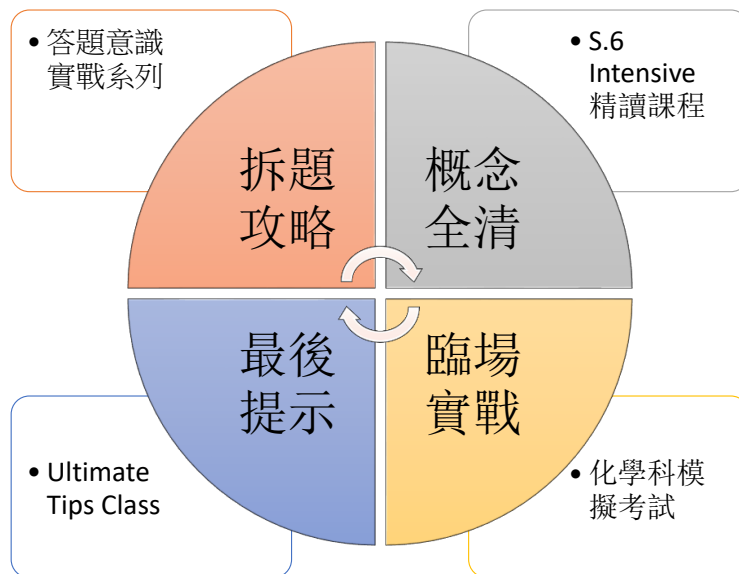 • 答題意識
實戰系列
• S.6
Intensive
精讀課程
拆題
攻略
概念
全清
最後
提示
臨場
實戰
• Ultimate
Tips Class
• 化學科模
擬考試